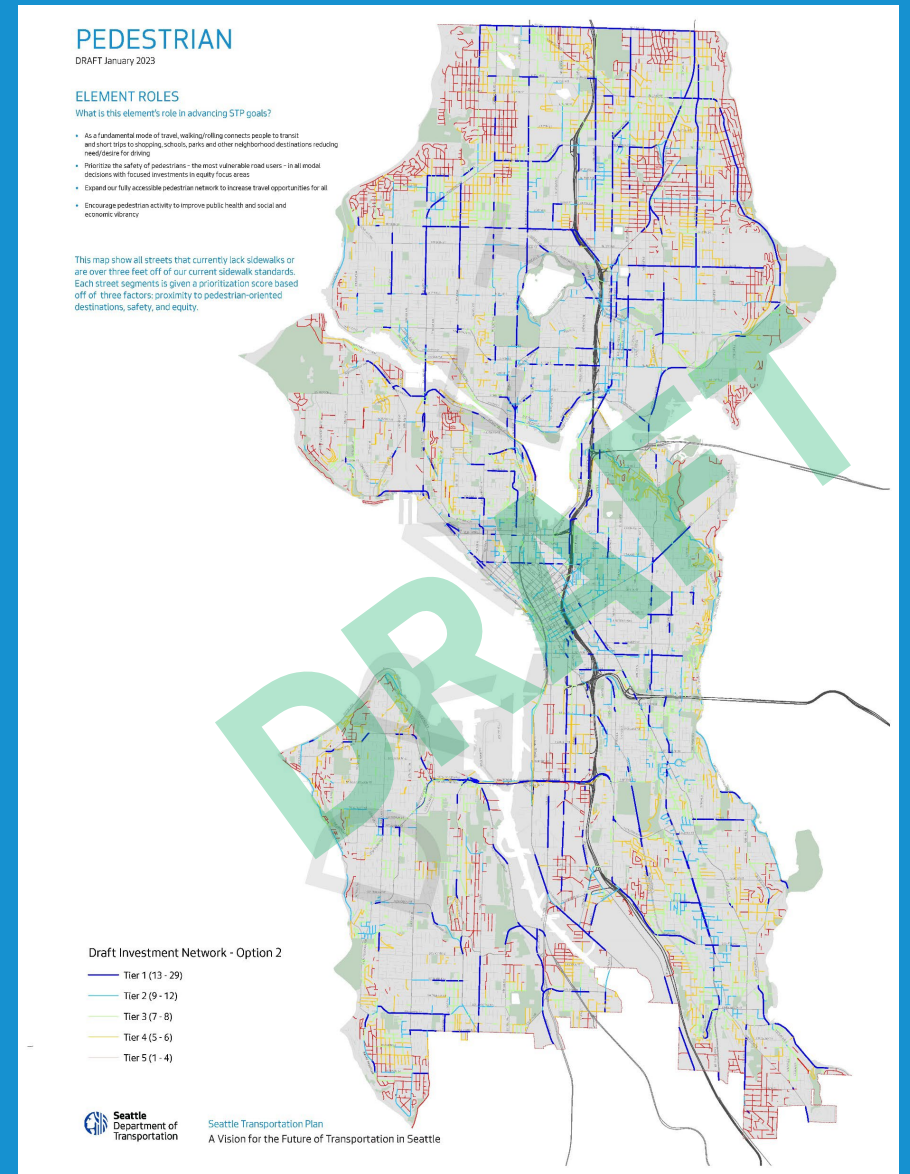 PEDESTRIAN
DRAFT January 2023
ELEMENT ROLES
What is this element's role in advancing STP goals?
• As a fundamental mode of travel, walking/rolling connects people to transit
and short trips to shopping, schools, parks and other neighborhood destinations reducing
need/desire for driving
• Prioritize the safety of pedestrians – the most vulnerable road users – in all modal
decisions with focused investments in equity focus areas
• Expand our fully accessible pedestrian network to increase travel opportunities for all
• Encourage pedestrian activity to improve public health and social and
economic vibrancy
This map show all streets that currently lack sidewalks or
are over three feet off of our current sidewalk standards.
Each street segments is given a prioritization score based
off of three factors: proximity to pedestrian-oriented
destinations, safety, and equity.
DRAFT
Draft Investment Network - Option 2
Tier 1 (13 - 29)
Tier 2 (9 - 12)
Tier 3 (7 - 8)
Tier 4 (5 - 6)
Tier 5 (1 - 4)
Seattle
Department of
Transportation
Seattle Transportation Plan
A Vision for the Future of Transportation in Seattle